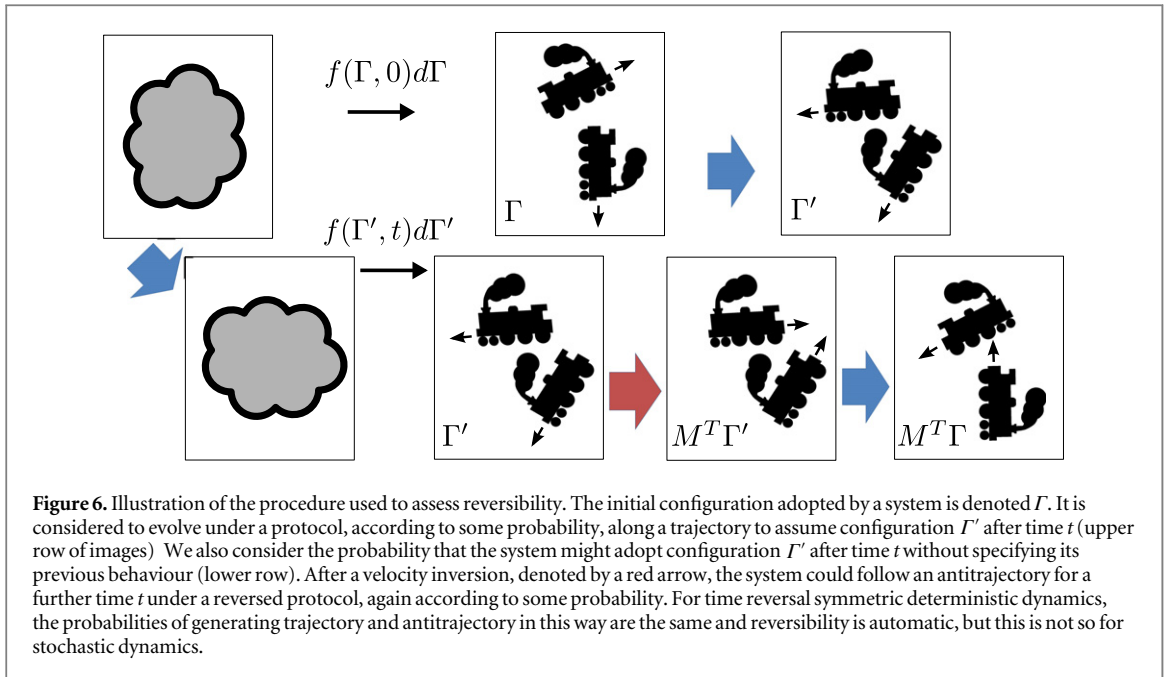 f(Γ, 0)dΓ
Γ
Γ′
f(Γ′, t)dΓ′
Γ′
M^T Γ′
M^T Γ
Figure 6. Illustration of the procedure used to assess reversibility. The initial configuration adopted by a system is denoted Γ. It is
considered to evolve under a protocol, according to some probability, along a trajectory to assume configuration Γ′ after time t (upper
row of images) We also consider the probability that the system might adopt configuration Γ′ after time t without specifying its
previous behaviour (lower row). After a velocity inversion, denoted by a red arrow, the system could follow an antitrajectory for a
further time t under a reversed protocol, again according to some probability. For time reversal symmetric deterministic dynamics,
the probabilities of generating trajectory and antitrajectory in this way are the same and reversibility is automatic, but this is not so for
stochastic dynamics.